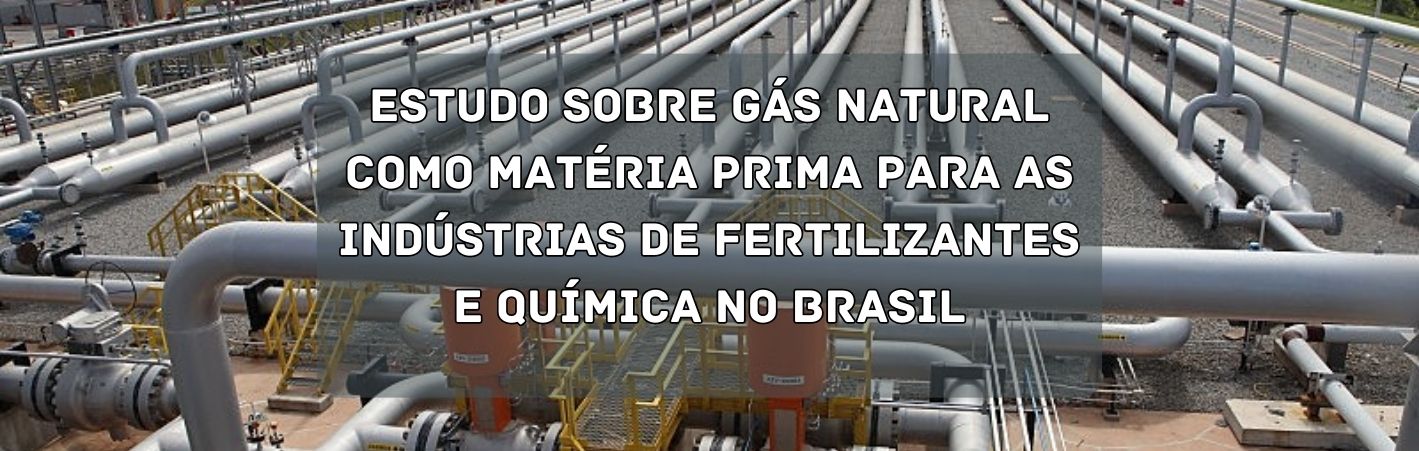 ESTUDO SOBRE GÁS NATURAL
COMO MATÉRIA PRIMA PARA AS
INDÚSTRIAS DE FERTILIZANTES
E QUÍMICA NO BRASIL